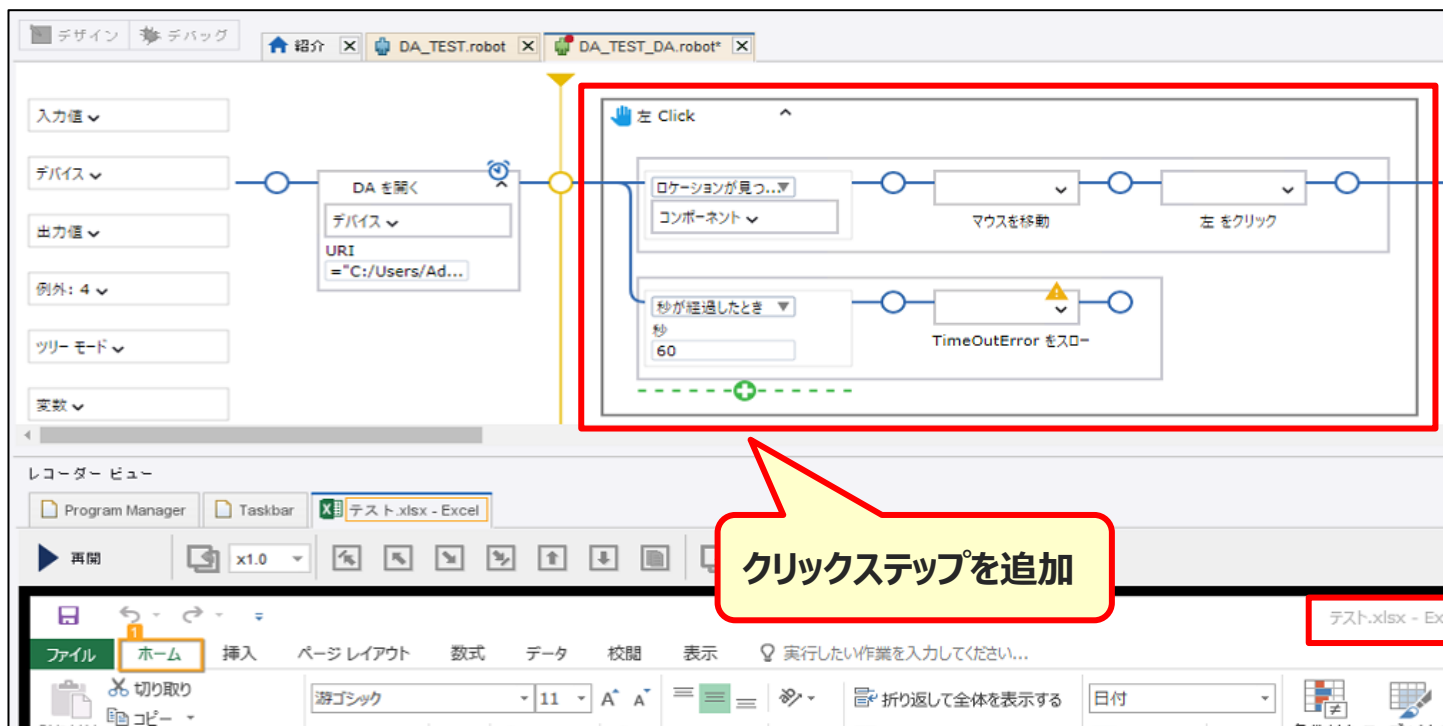 デザイン デバッグ 紹介 DA_TEST.robot DA_TEST_DA.robot*
入力値
デバイス
出力値
例外: 4
ツリー モード
変数
DA を開く
デバイス
URI
="C:/Users/Ad...
左 Click
ロケーションが見つ...
コンポーネント
マウスを移動
左 をクリック
秒が経過したとき
秒
60
TimeOutError をスロー
レコーダー ビュー
Program Manager Taskbar テスト.xlsx - Excel
再開 x1.0
クリックステップを追加
テスト.xlsx - Ex
1
ファイル ホーム 挿入 ページ レイアウト 数式 データ 校閲 表示 実行したい作業を入力してください...
切り取り 游ゴシック 11 A A 折り返して全体を表示する 日付
コピー